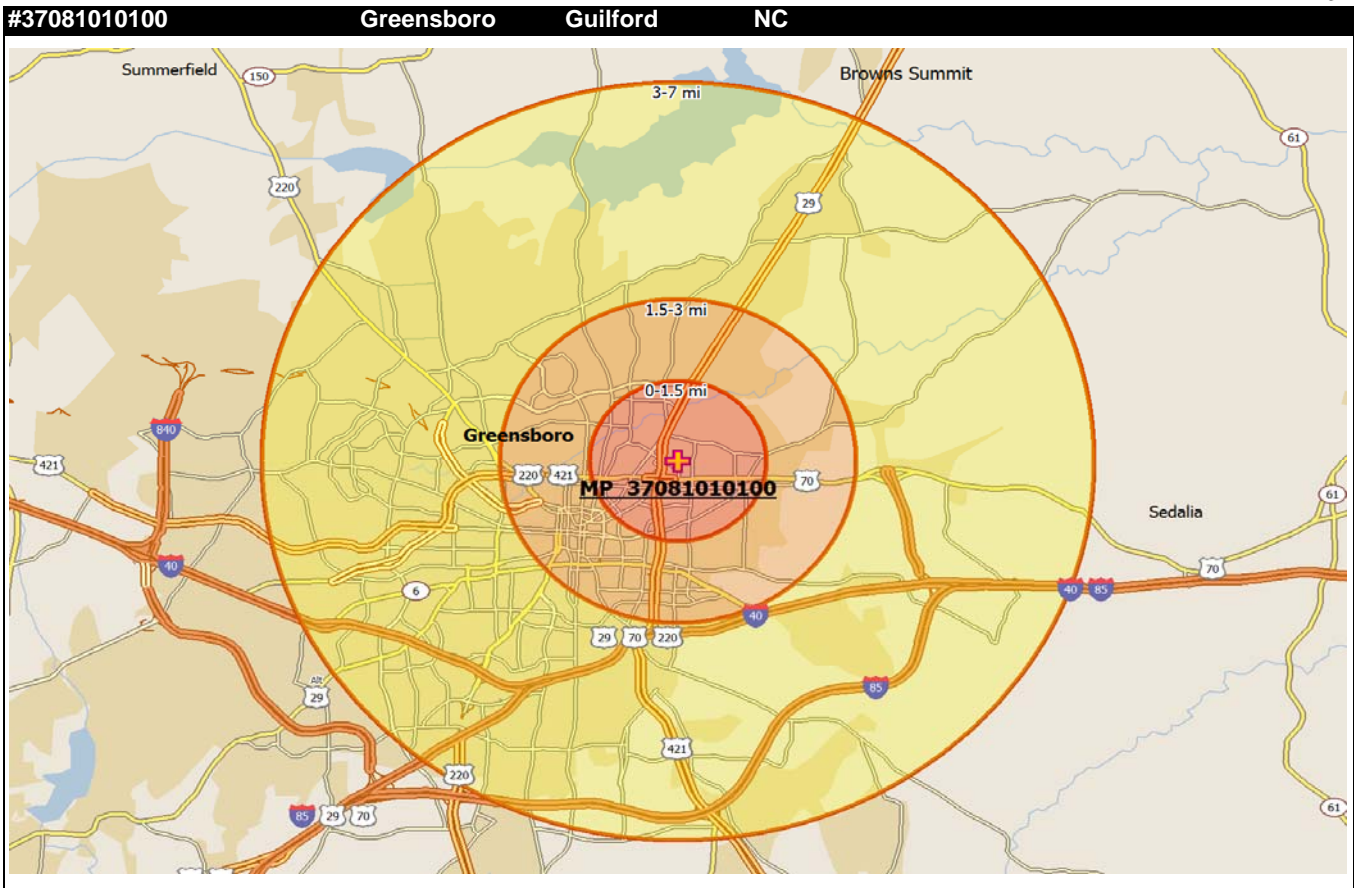 #37081010100 Greensboro Guilford NC
Summerfield
150
3-7 mi
Browns Summit
61
220
29
1.5-3 mi
0-1.5 mi
840
Greensboro
421
220 421
MP 37081010100
70
61
Sedalia
40
6
70
40
40 85
29 70 220
Alt
29
85
421
220
85 29 70
61